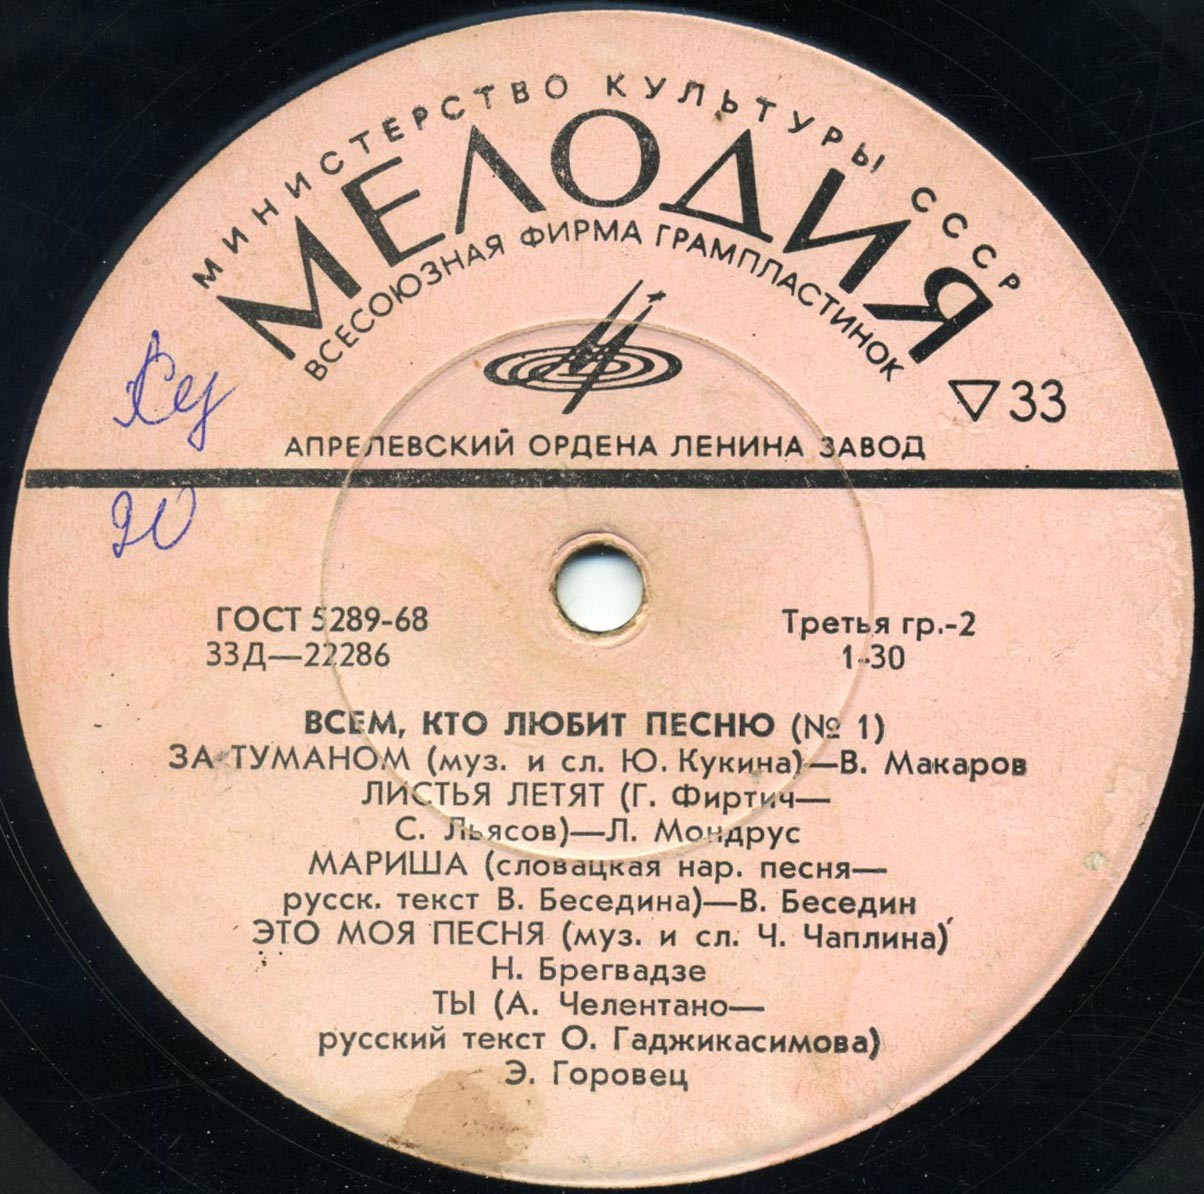 МИНИСТЕРСТВО КУЛЬТУРЫ СССР
МЕЛОДИЯ
ВСЕСОЮЗНАЯ ФИРМА ГРАМПЛАСТИНОК
33
АПРЕЛЕВСКИЙ ОРДЕНА ЛЕНИНА ЗАВОД
20
ГОСТ 5289-68
Третья гр.-2
33Д—22286
1-30
ВСЕМ, КТО ЛЮБИТ ПЕСНЮ (№ 1)
ЗА ТУМАНОМ (муз. и сл. Ю. Кукина)—В. Макаров
ЛИСТЬЯ ЛЕТЯТ (Г. Фиртич—
С. Льясов)—Л. Мондрус
МАРИША (словацкая нар. песня—
русск. текст В. Беседина)—В. Беседин
ЭТО МОЯ ПЕСНЯ (муз. и сл. Ч. Чаплина)
Н. Брегвадзе
ТЫ (А. Челентано—
русский текст О. Гаджикасимова)
Э. Горовец